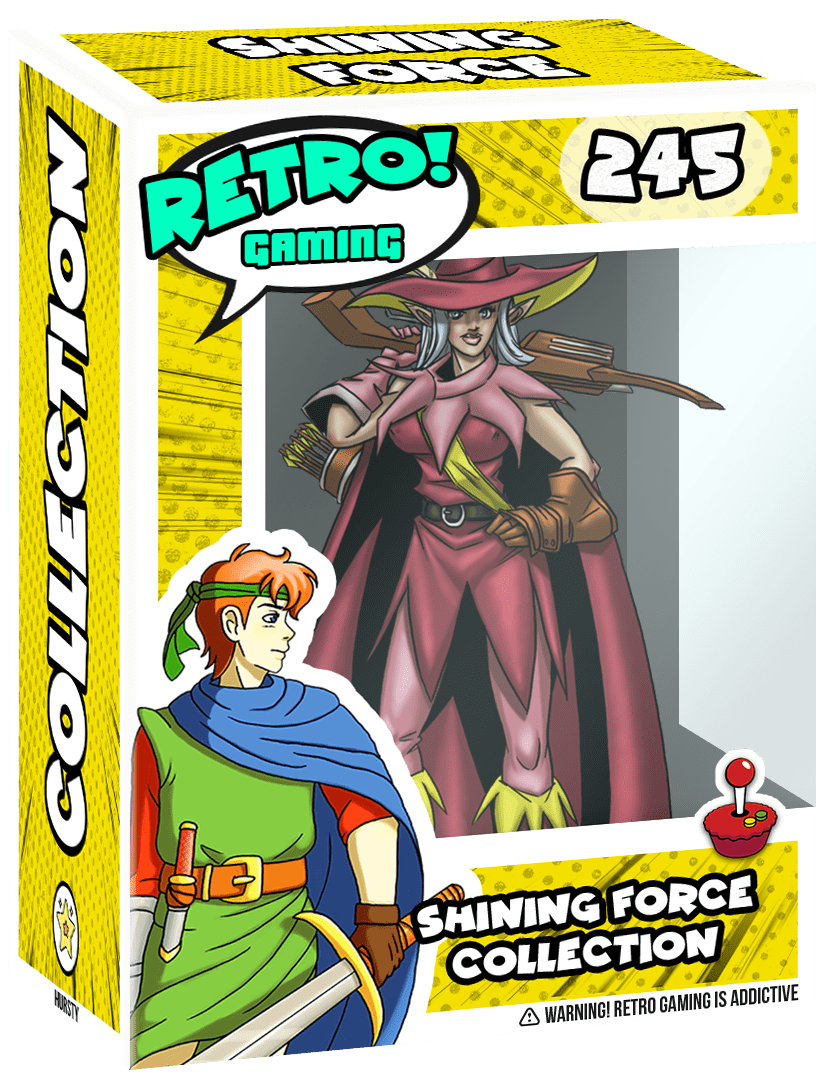 SHINING
FORCE
COLLECTION
RETRO!
GAMING
245
SHINING FORCE
COLLECTION
WARNING! RETRO GAMING IS ADDICTIVE
HURSTY